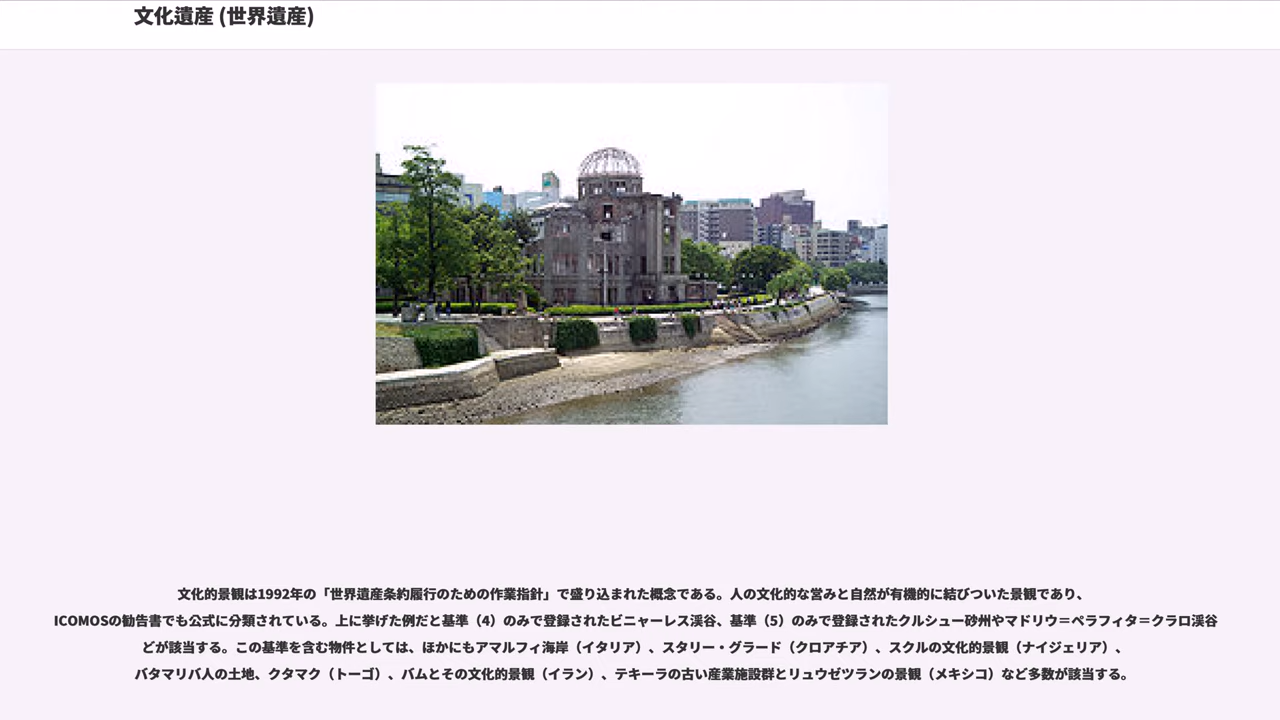 文化遺産 (世界遺産)
文化的景観は1992年の「世界遺産条約履行のための作業指針」で盛り込まれた概念である。人の文化的な営みと自然が有機的に結びついた景観であり、
ICOMOSの勧告書でも公式に分類されている。上に挙げた例だと基準（4）のみで登録されたビニャーレス渓谷、基準（5）のみで登録されたクルシュー砂州やマドリウ＝ペラフィタ＝クラロ渓谷
どが該当する。この基準を含む物件としては、ほかにもアマルフィ海岸（イタリア）、スタリー・グラード（クロアチア）、スクルの文化的景観（ナイジェリア）、
バタマリバ人の土地、クタマク（トーゴ）、バムとその文化的景観（イラン）、テキーラの古い産業施設群とリュウゼツランの景観（メキシコ）など多数が該当する。